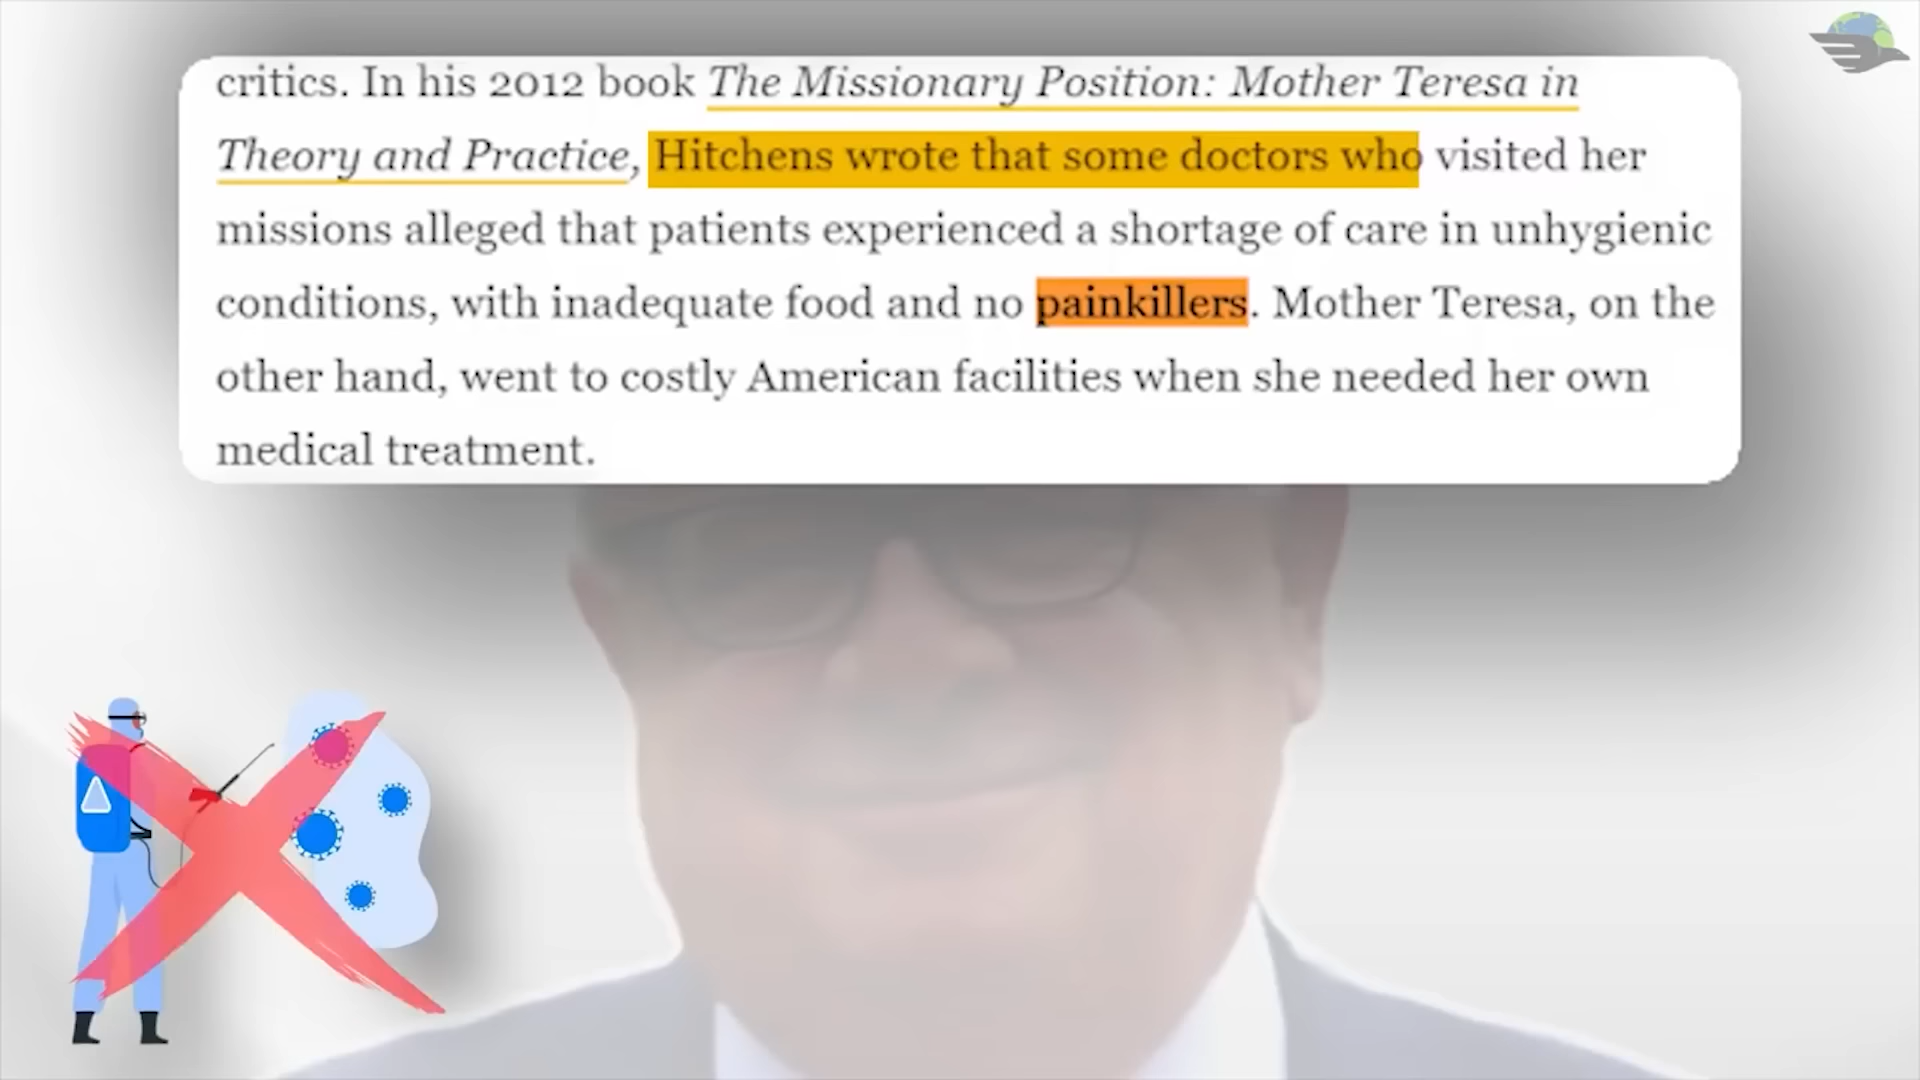 critics. In his 2012 book The Missionary Position: Mother Teresa in
Theory and Practice, Hitchens wrote that some doctors who visited her
missions alleged that patients experienced a shortage of care in unhygienic
conditions, with inadequate food and no painkillers. Mother Teresa, on the
other hand, went to costly American facilities when she needed her own
medical treatment.